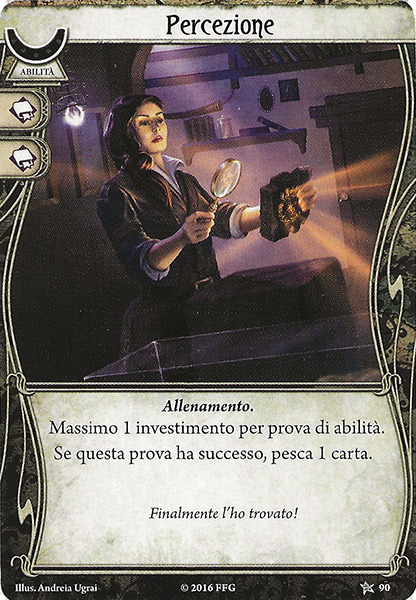 Percezione
ABILITÀ
Allenamento.
Massimo 1 investimento per prova di abilità.
Se questa prova ha successo, pesca 1 carta.
Finalmente l'ho trovato!
Illus. Andreia Ugrai
© 2016 FFG
90